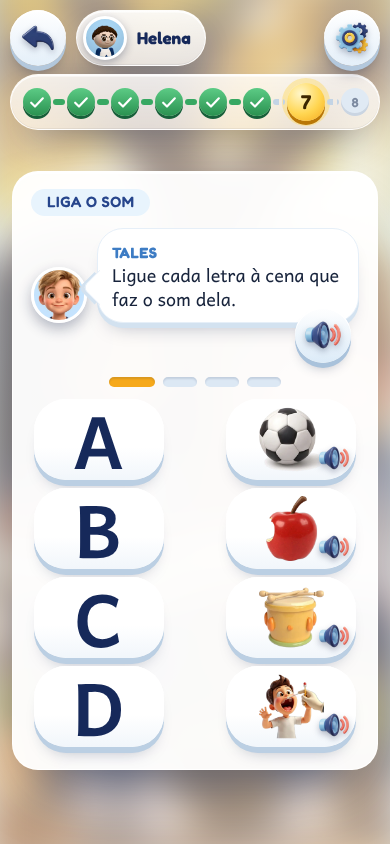 Helena
7
8
LIGA O SOM
TALES
Ligue cada letra à cena que
faz o som dela.
A
B
C
D